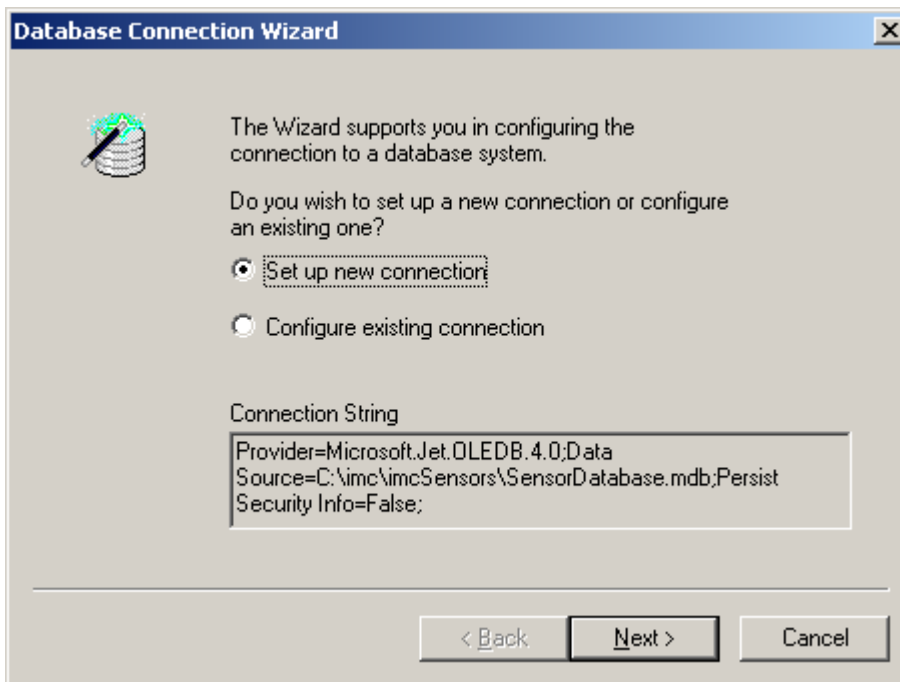 Database Connection Wizard
The Wizard supports you in configuring the
connection to a database system.
Do you wish to set up a new connection or configure
an existing one?
Set up new connection
Configure existing connection
Connection String
Provider=Microsoft.Jet.OLEDB.4.0;Data
Source=C:\imc\imcSensors\SensorDatabase.mdb;Persist
Security Info=False;
< Back
Next >
Cancel